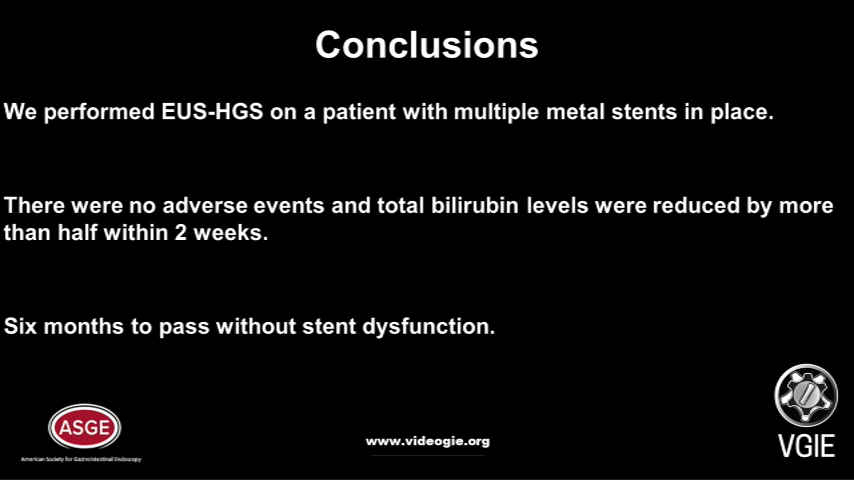 Conclusions
We performed EUS-HGS on a patient with multiple metal stents in place.
There were no adverse events and total bilirubin levels were reduced by more
than half within 2 weeks.
Six months to pass without stent dysfunction.
ASGE
American Society for Gastrointestinal Endoscopy
www.videogie.org
VGIE